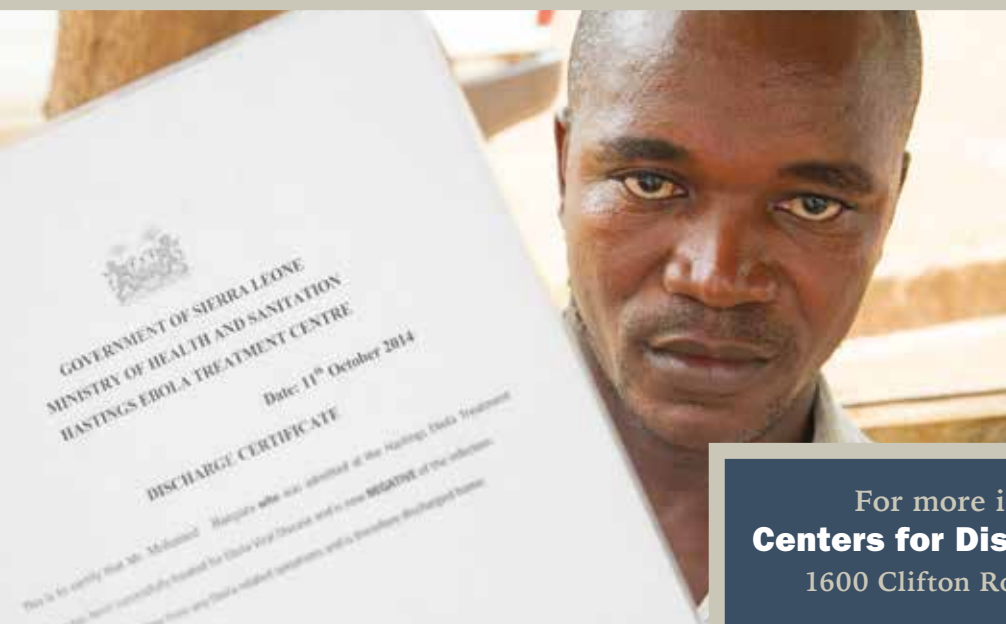 GOVERNMENT OF SIERRA LEONE
MINISTRY OF HEALTH AND SANITATION
HASTINGS EBOLA TREATMENT CENTRE
Date: 11th October 2014
DISCHARGE CERTIFICATE
This is to certify that Mr. Mohamed who was admitted at the Hastings Ebola Treatment
been successfully treated for Ebola Viral Disease and is now NEGATIVE of the infection.
from any Ebola related symptoms and is therefore discharged home.
For more i
Centers for Dis
1600 Clifton Ro